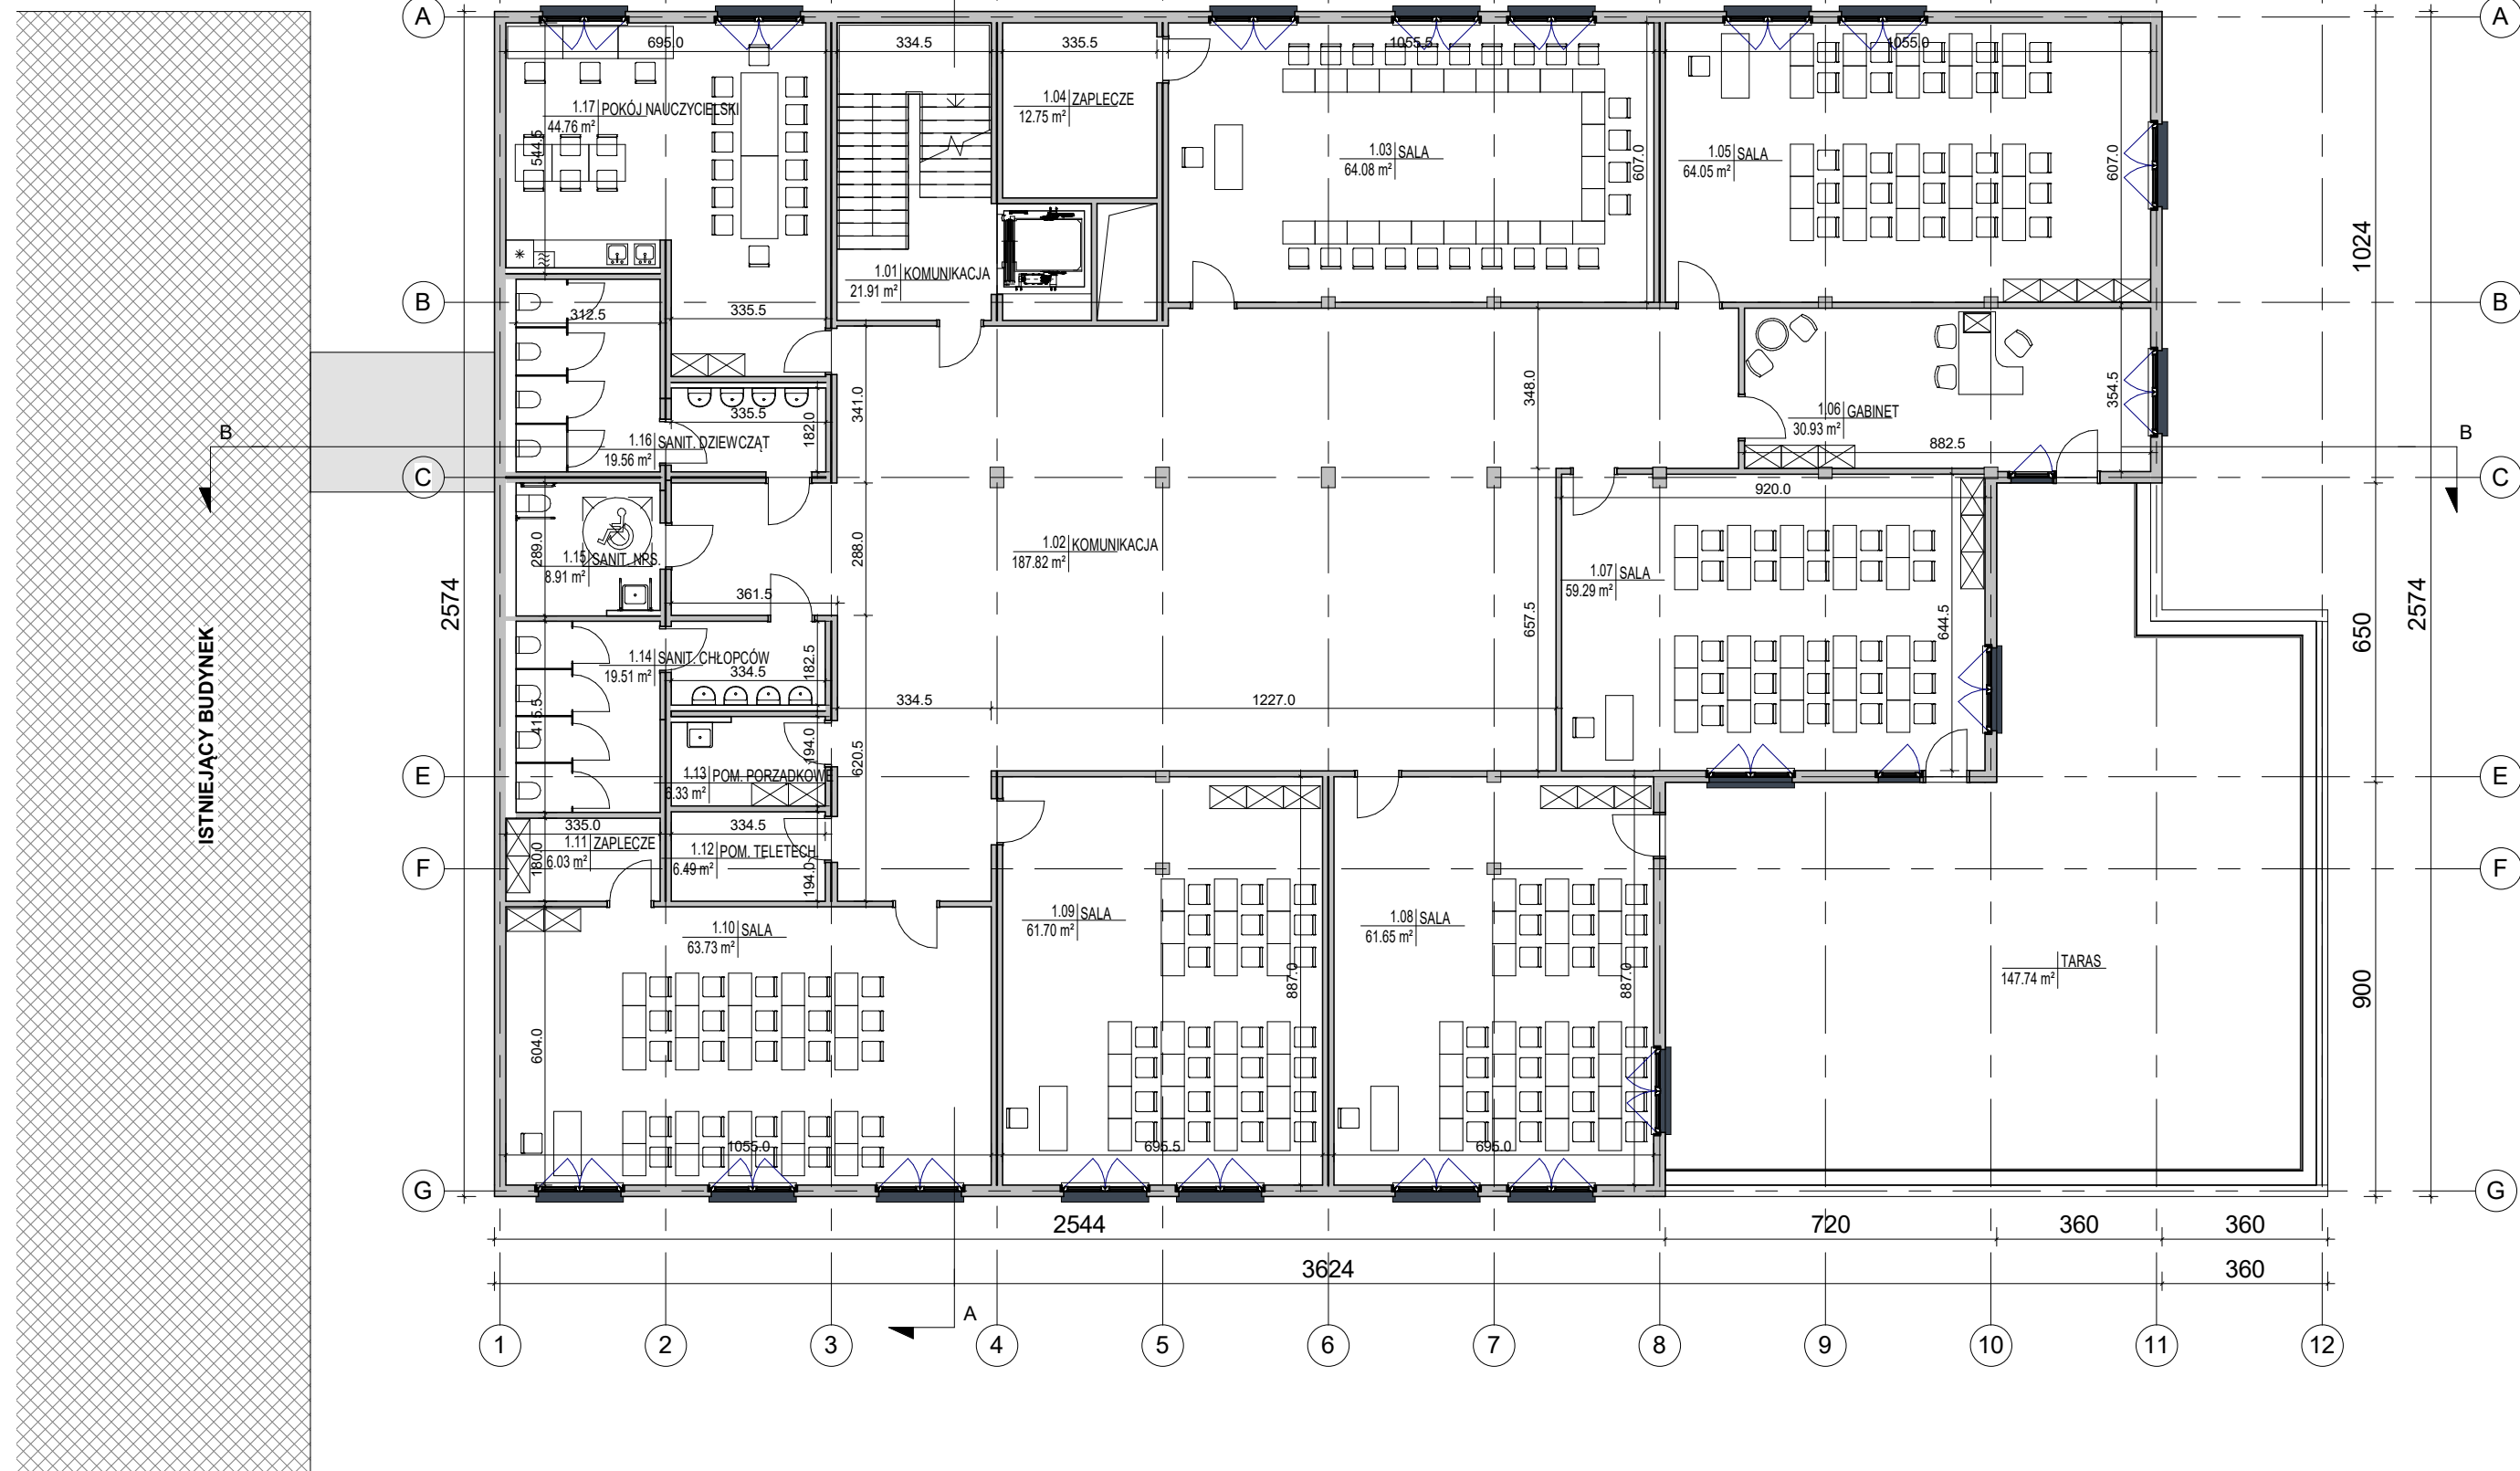 A
A
695.0
334.5
335.5
1055.5
1055.0
1.17 POKÓJ NAUCZYCIELSKI
44.76 m²
544.5
1.04 ZAPLECZE
12.75 m²
1.03 SALA
64.08 m²
607.0
1.05 SALA
64.05 m²
607.0
1024
1.01 KOMUNIKACJA
21.91 m²
B
B
312.5
335.5
341.0
348.0
354.5
335.5
182.0
1.16 SANIT. DZIEWCZĄT
19.56 m²
1.06 GABINET
30.93 m²
882.5
B
B
C
C
920.0
289.0
1.15 SANIT. NPS.
8.91 m²
288.0
1.02 KOMUNIKACJA
187.82 m²
1.07 SALA
59.29 m²
361.5
657.5
644.5
2574
650
2574
ISTNIEJĄCY BUDYNEK
1.14 SANIT. CHŁOPCÓW
19.51 m²
182.5
334.5
415.5
334.5
1227.0
194.0
620.5
1.13 POM. PORZĄDKOWE
6.33 m²
E
E
335.0
334.5
1.11 ZAPLECZE
6.03 m²
180.0
1.12 POM. TELETECH.
6.49 m²
194.0
F
F
1.10 SALA
63.73 m²
1.09 SALA
61.70 m²
1.08 SALA
61.65 m²
887.0
887.0
TARAS
147.74 m²
900
604.0
1055.0
695.5
695.0
G
G
2544
720
360
360
3624
360
A
1
2
3
4
5
6
7
8
9
10
11
12